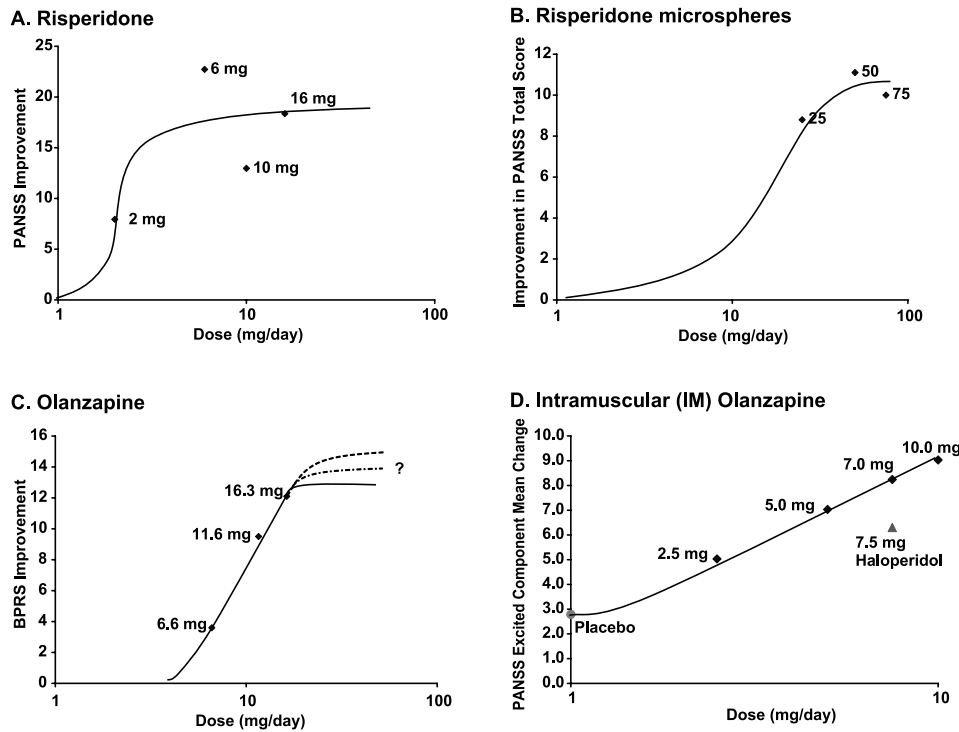 A. Risperidone
PANSS Improvement
25
20
15
10
5
0
6 mg
16 mg
10 mg
2 mg
1
10
100
Dose (mg/day)
B. Risperidone microspheres
Improvement in PANSS Total Score
12
10
8
6
4
2
0
50
75
25
1
10
100
Dose (mg/day)
C. Olanzapine
BPRS Improvement
16
14
12
10
8
6
4
2
0
?
16.3 mg
11.6 mg
6.6 mg
1
10
100
Dose (mg/day)
D. Intramuscular (IM) Olanzapine
PANSS Excited Component Mean Change
10.0
9.0
8.0
7.0
6.0
5.0
4.0
3.0
2.0
1.0
0.0
10.0 mg
7.0 mg
5.0 mg
2.5 mg
7.5 mg
Haloperidol
Placebo
1
10
Dose (mg/day)